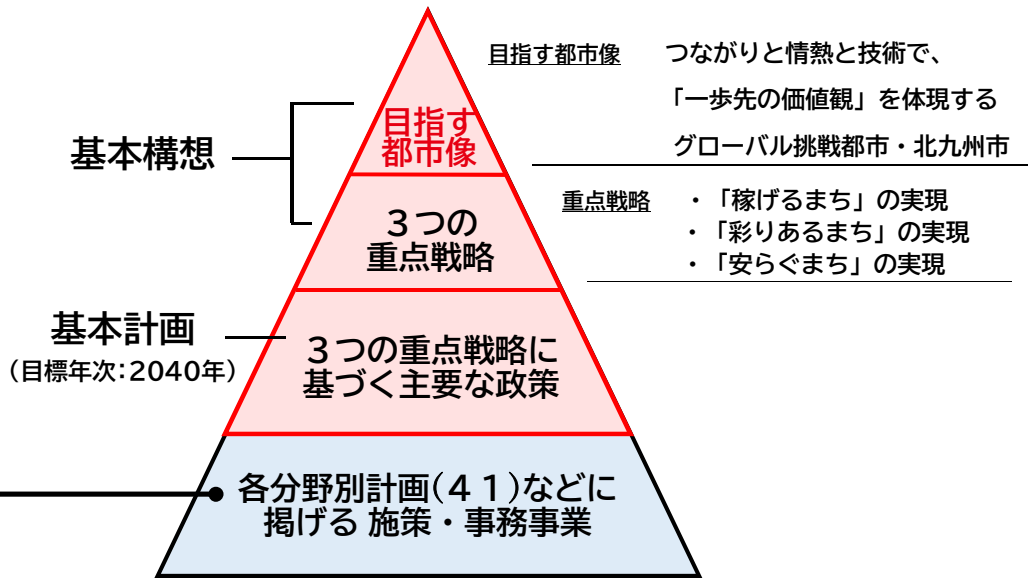 目指す都市像 つながりと情熱と技術で、
「一歩先の価値観」を体現する
グローバル挑戦都市・北九州市
重点戦略 ・「稼げるまち」の実現
・「彩りあるまち」の実現
・「安らぐまち」の実現
基本構想
目指す
都市像
３つの
重点戦略
基本計画
（目標年次：2040年）
３つの重点戦略に
基づく主要な政策
各分野別計画（４１）などに
掲げる 施策・事務事業